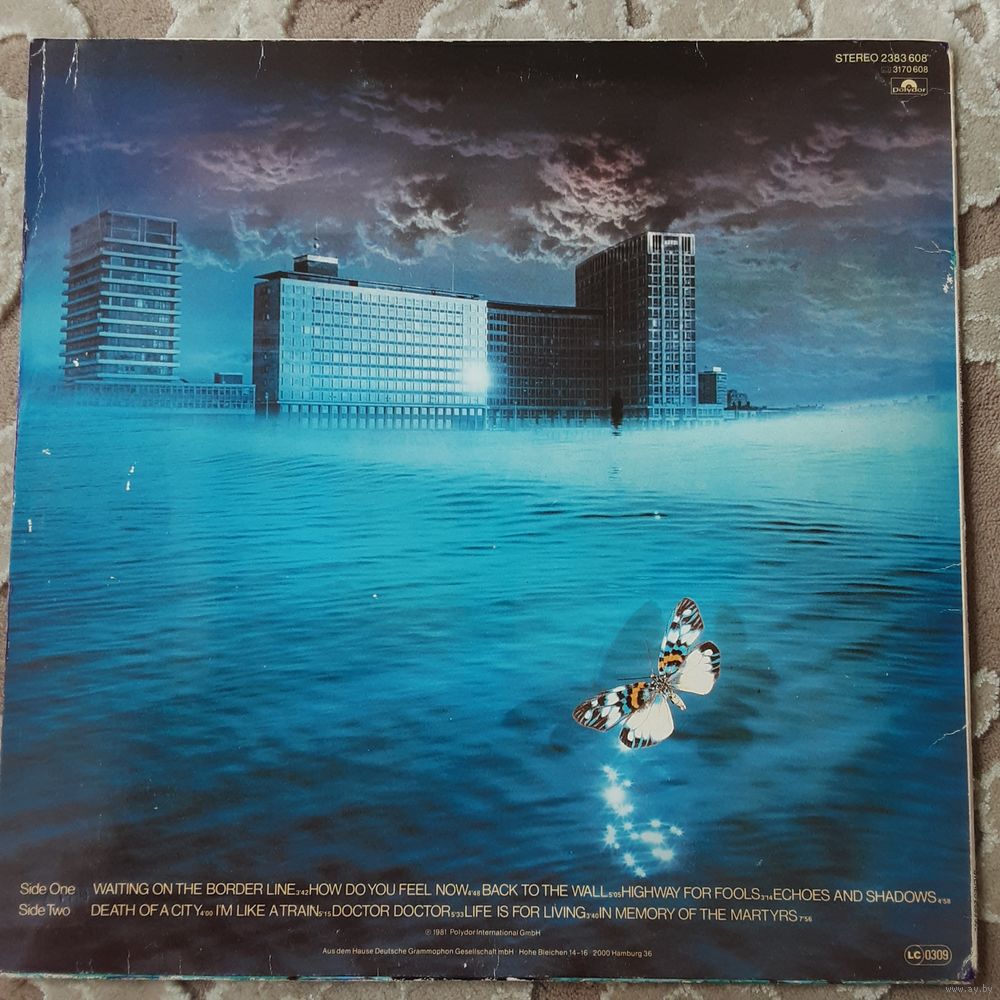 STEREO 2383 608
3170 608
Polydor
Side One WAITING ON THE BORDER LINE 3'42 HOW DO YOU FEEL NOW 4'48 BACK TO THE WALL 5'05 HIGHWAY FOR FOOLS 3'14 ECHOES AND SHADOWS 4'58
Side Two DEATH OF A CITY 4'00 I'M LIKE A TRAIN 5'15 DOCTOR DOCTOR 5'33 LIFE IS FOR LIVING 3'40 IN MEMORY OF THE MARTYRS 7'56
℗ 1981 Polydor International GmbH
Aus dem Hause Deutsche Grammophon Gesellschaft mbH · Hohe Bleichen 14-16 · 2000 Hamburg 36
LC 0309
www.ay.by